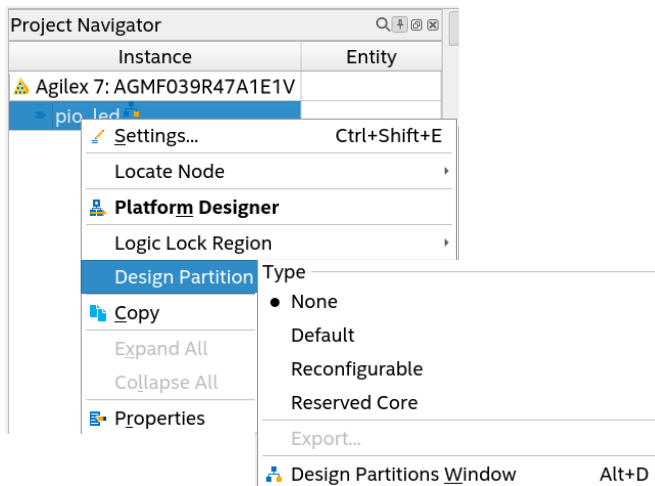 Project Navigator
Instance Entity
Agilex 7: AGMF039R47A1E1V
pio_led
Settings... Ctrl+Shift+E
Locate Node
Platform Designer
Logic Lock Region
Design Partition
Type
None
Copy
Default
Expand All
Reconfigurable
Collapse All
Reserved Core
Properties
Export...
Design Partitions Window Alt+D